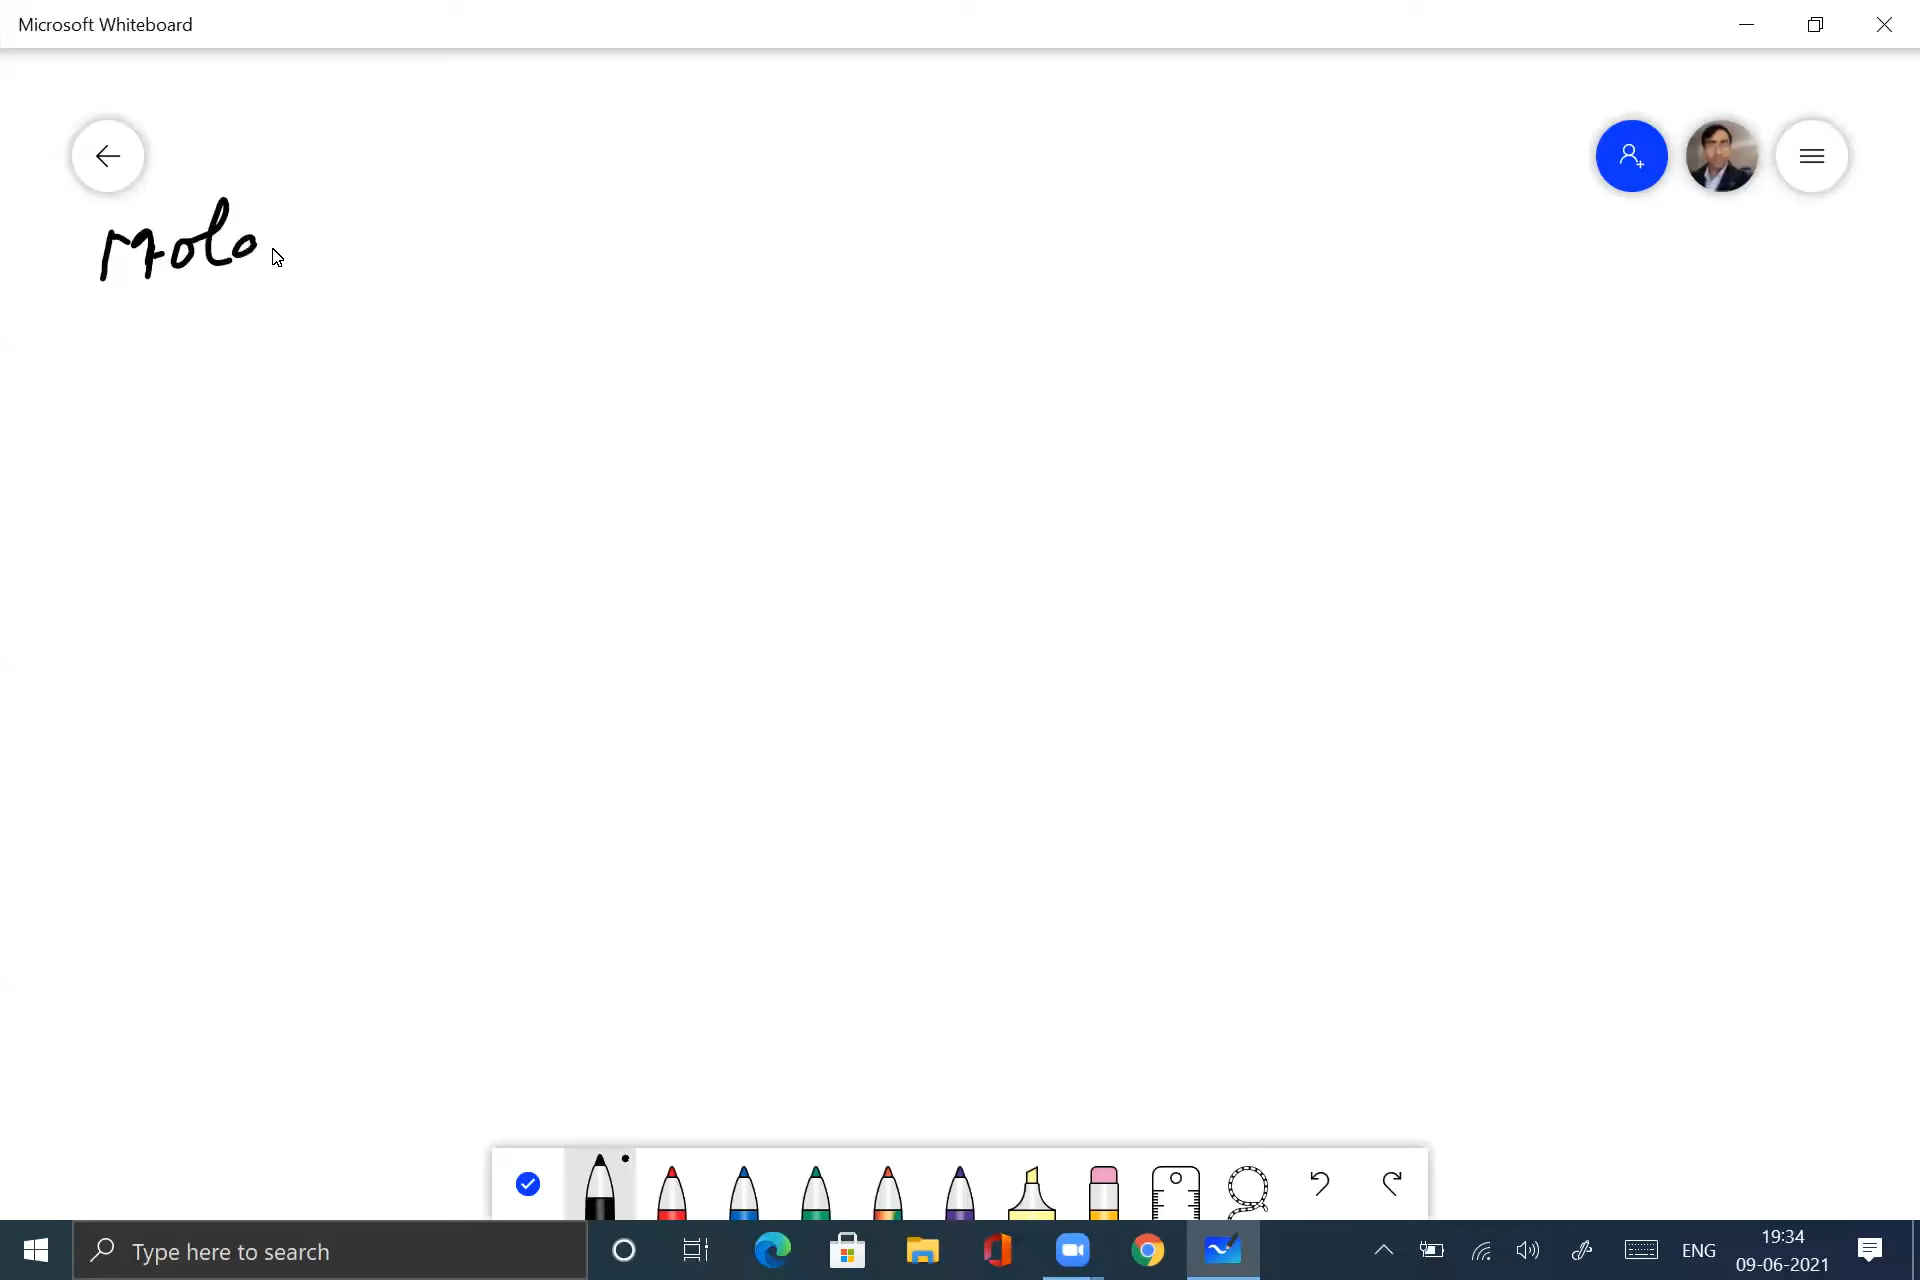 Microsoft Whiteboard
Molo
Type here to search
ENG
19:34
09-06-2021